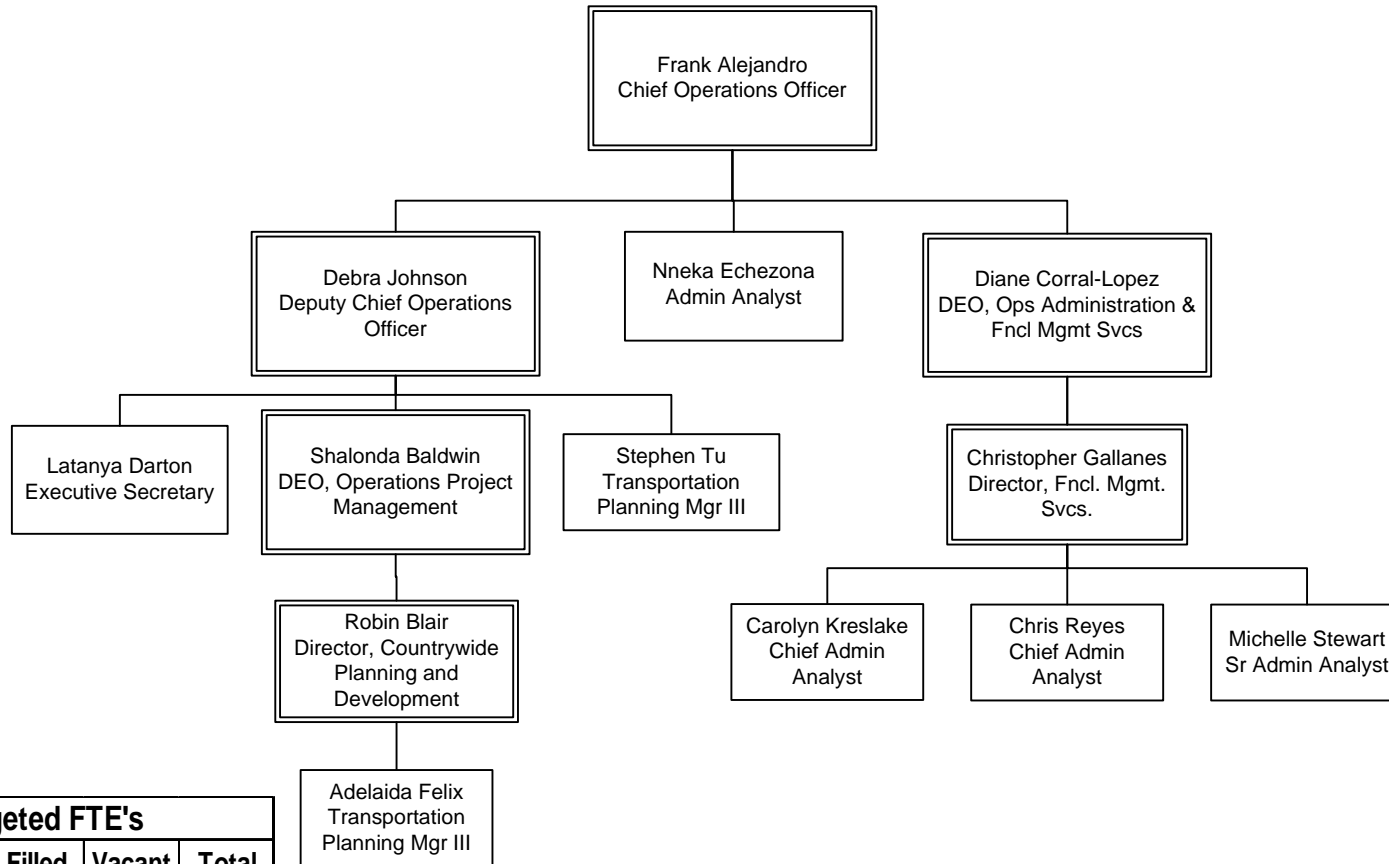 Frank Alejandro
Chief Operations Officer
Debra Johnson
Deputy Chief Operations
Officer
Nneka Echezona
Admin Analyst
Diane Corral-Lopez
DEO, Ops Administration &
Fncl Mgmt Svcs
Latanya Darton
Executive Secretary
Shalonda Baldwin
DEO, Operations Project
Management
Stephen Tu
Transportation
Planning Mgr III
Christopher Gallanes
Director, Fncl. Mgmt.
Svcs.
Robin Blair
Director, Countrywide
Planning and
Development
Carolyn Kreslake
Chief Admin
Analyst
Chris Reyes
Chief Admin
Analyst
Michelle Stewart
Sr Admin Analyst
Adelaida Felix
Transportation
Planning Mgr III
geted FTE's
Filled Vacant Total